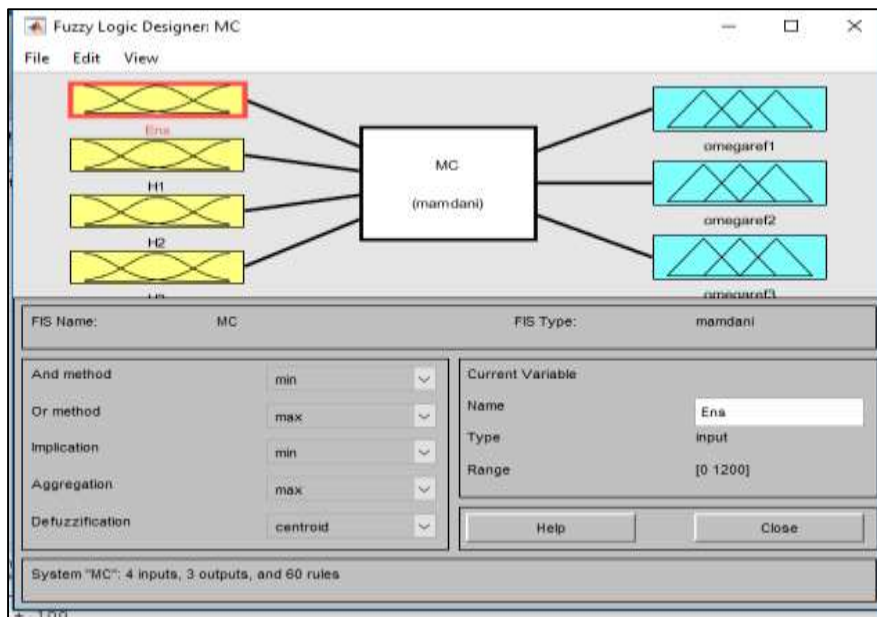 Fuzzy Logic Designer: MC
File Edit View
Ens
H1
H2
H3
MC
(mamdani)
omegaref1
omegaref2
omegaref3
FIS Name: MC FIS Type: mamdani
And method min
Or method max
Implication min
Aggregation max
Defuzzification centroid
Current Variable
Name Ens
Type input
Range [0 1200]
Help Close
System "MC": 4 inputs, 3 outputs, and 60 rules